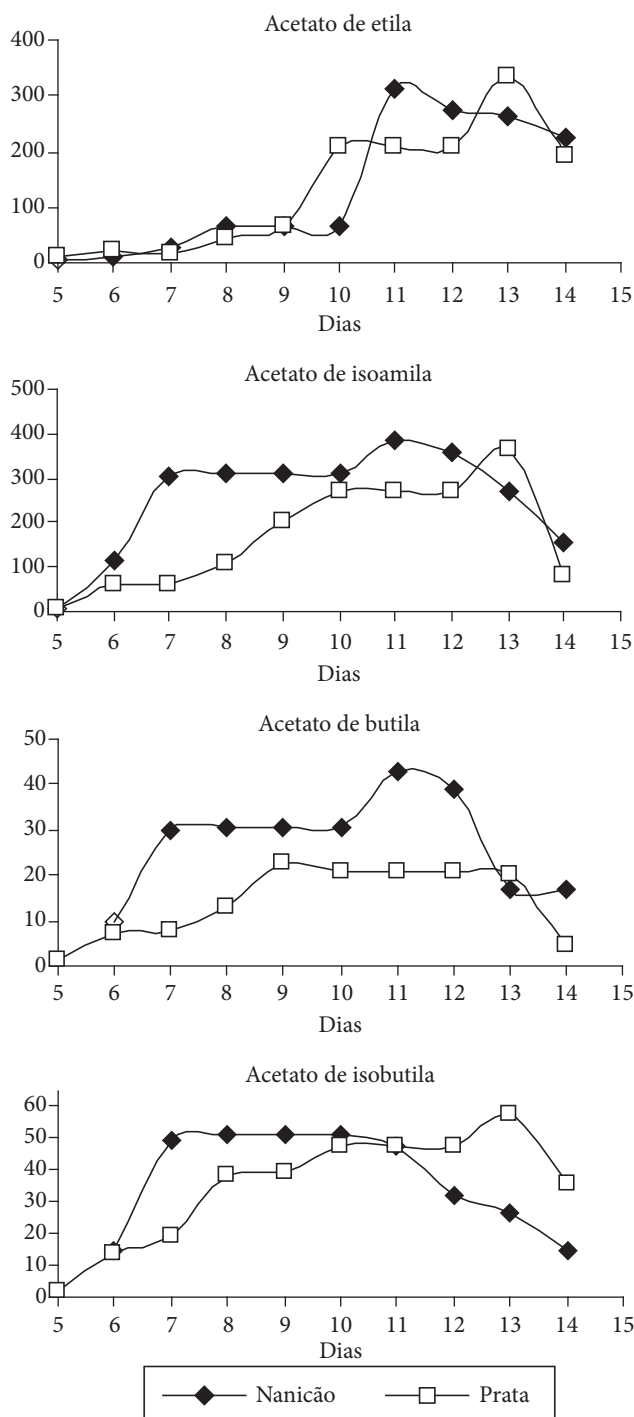 Acetato de etila
400
300
200
100
0
5 6 7 8 9 10 11 12 13 14 15
Dias
Acetato de isoamila
500
400
300
200
100
0
5 6 7 8 9 10 11 12 13 14 15
Dias
Acetato de butila
50
40
30
20
10
0
5 6 7 8 9 10 11 12 13 14 15
Dias
Acetato de isobutila
60
50
40
30
20
10
0
5 6 7 8 9 10 11 12 13 14 15
Dias
Nanicão Prata